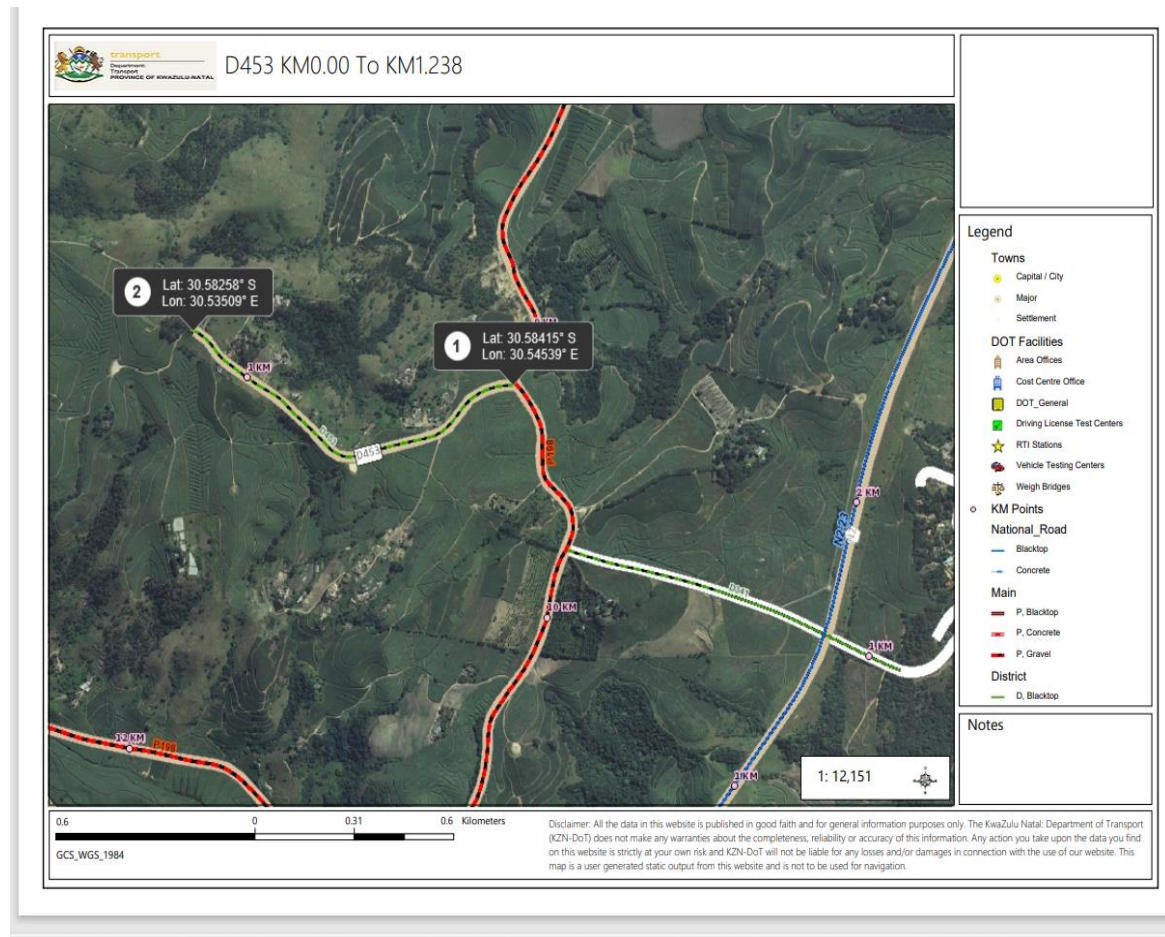 transport
Department:
Transport
PROVINCE OF KWAZULU-NATAL
D453 KM0.00 To KM1.238
2
Lat: 30.58258° S
Lon: 30.53509° E
1
Lat: 30.58415° S
Lon: 30.54539° E
KM
1 KM
D453
D453
P198
2 KM
N2-23
D341
10 KM
1 KM
12 KM
P198
1 KM
1: 12,151
Legend
Towns
Capital / City
Major
Settlement
DOT Facilities
Area Offices
Cost Centre Office
DOT_General
Driving License Test Centers
RTI Stations
Vehicle Testing Centers
Weigh Bridges
KM Points
National_Road
Blacktop
Concrete
Main
P, Blacktop
P, Concrete
P, Gravel
District
D, Blacktop
Notes
0.6 0 0.31 0.6 Kilometers
GCS_WGS_1984
Disclaimer: All the data in this website is published in good faith and for general information purposes only. The KwaZulu Natal: Department of Transport
(KZN-DoT) does not make any warranties about the completeness, reliability or accuracy of this information. Any action you take upon the data you find
on this website is strictly at your own risk and KZN-DoT will not be liable for any losses and/or damages in connection with the use of our website. This
map is a user generated static output from this website and is not to be used for navigation.